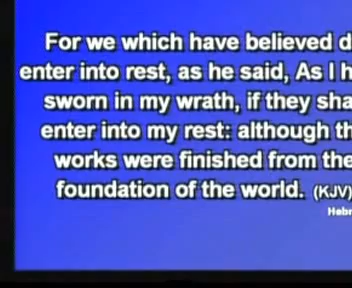 For we which have believed d
enter into rest, as he said, As I h
sworn in my wrath, if they sha
enter into my rest: although th
works were finished from the
foundation of the world. (KJV)
Hebr